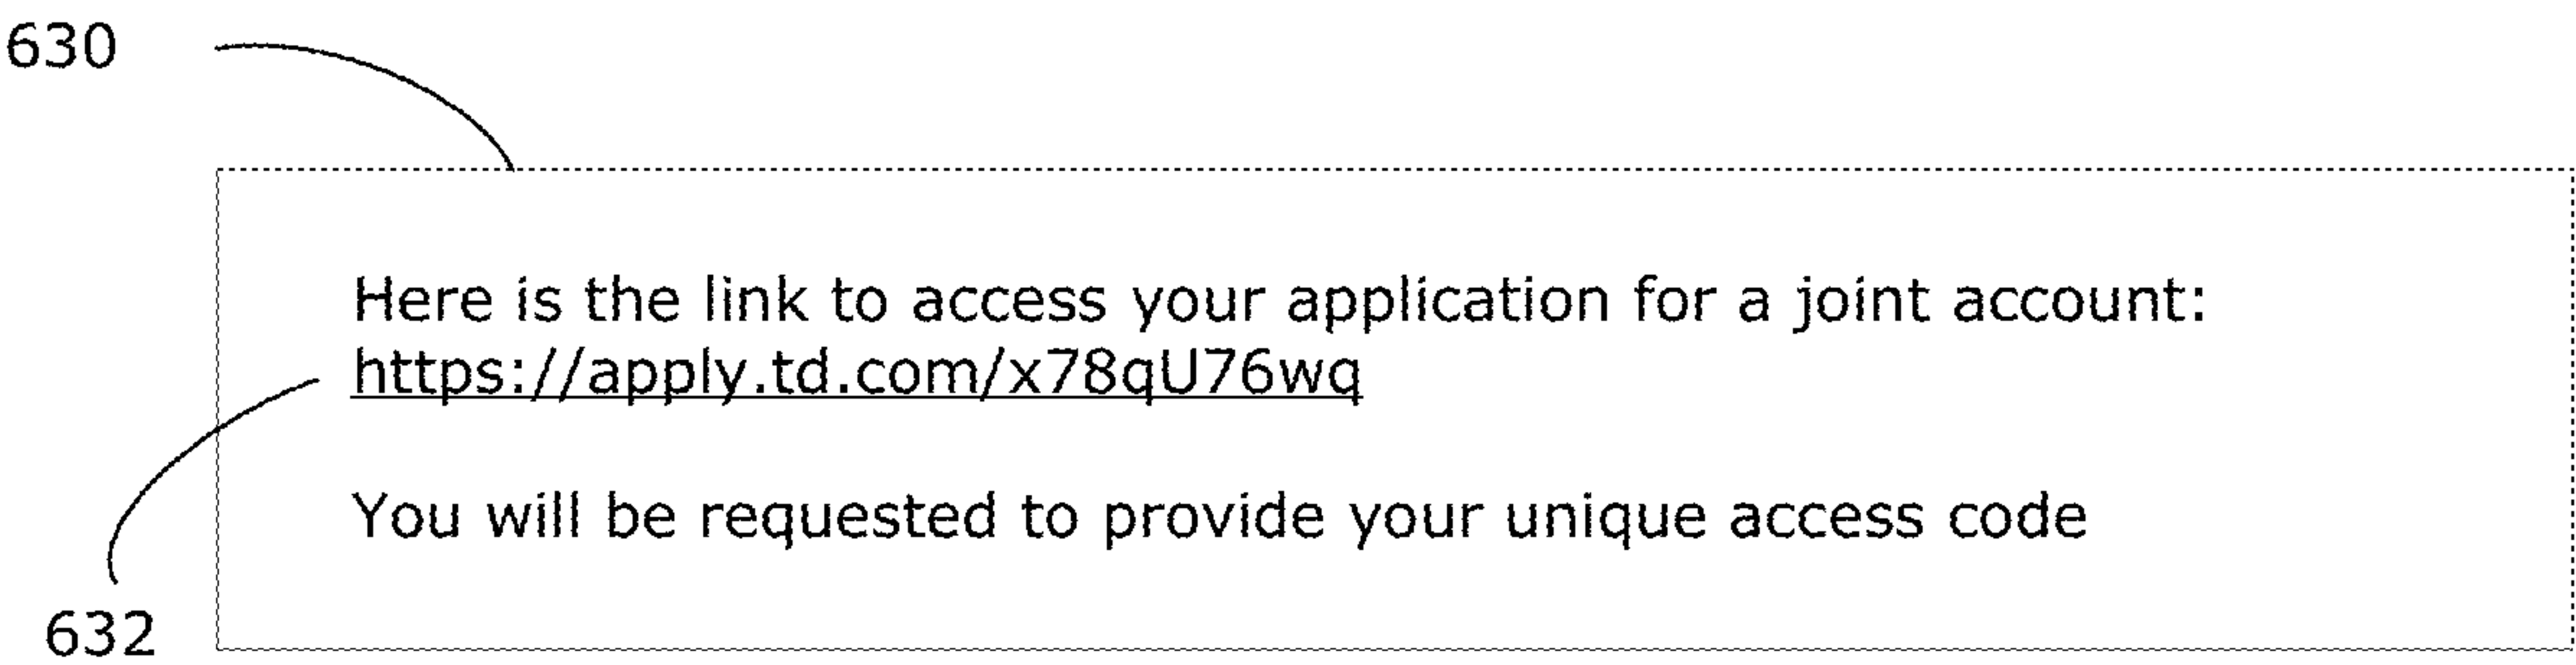 630
Here is the link to access your application for a joint account:
https://apply.td.com/x78qU76wq
You will be requested to provide your unique access code
632